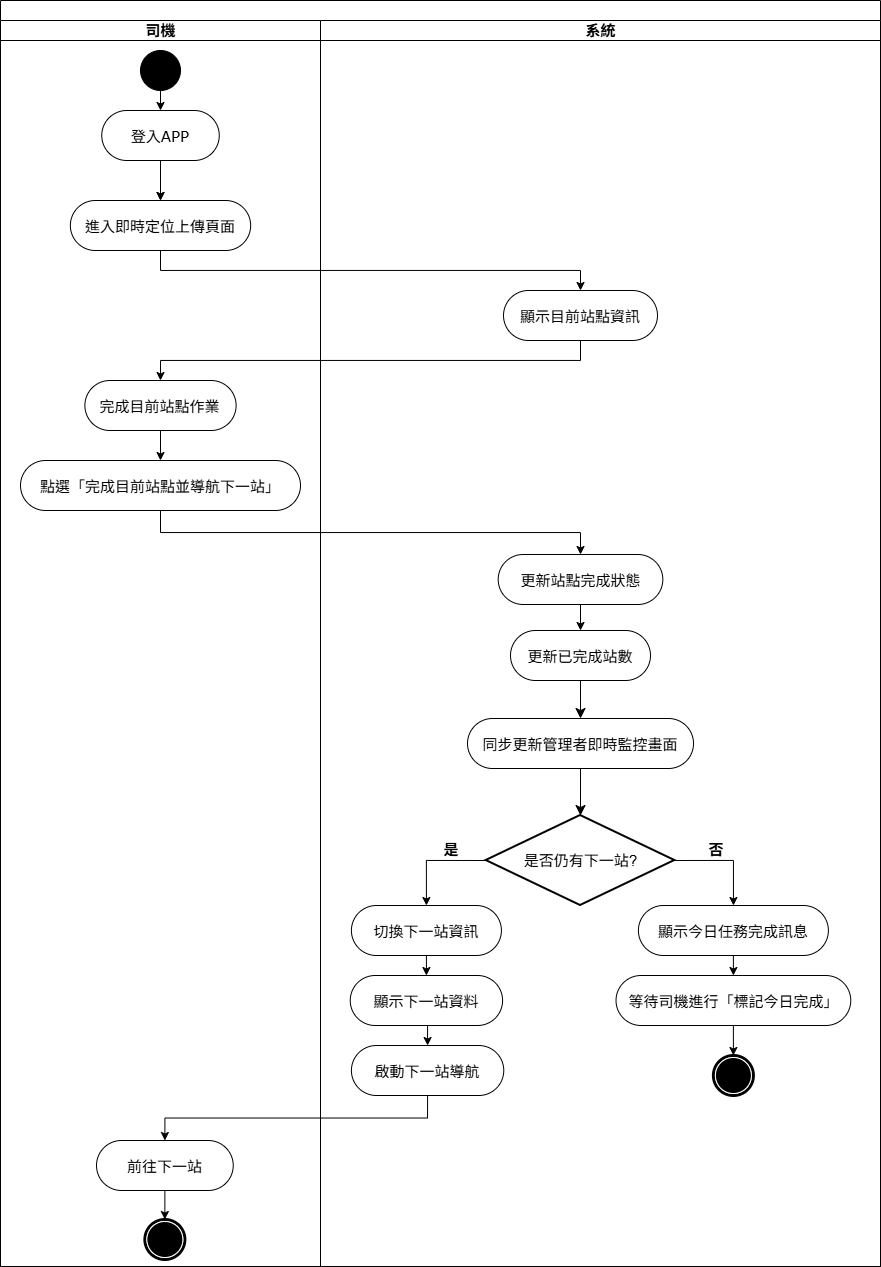 司機
系統
登入APP
進入即時定位上傳頁面
顯示目前站點資訊
完成目前站點作業
點選「完成目前站點並導航下一站」
更新站點完成狀態
更新已完成站數
同步更新管理者即時監控畫面
是否仍有下一站?
是
否
切換下一站資訊
顯示今日任務完成訊息
顯示下一站資料
等待司機進行「標記今日完成」
啟動下一站導航
前往下一站